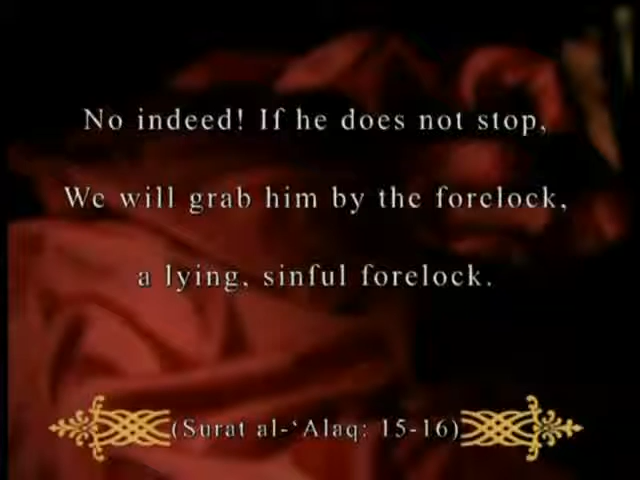 No indeed! If he does not stop,
We will grab him by the forelock,
a lying, sinful forelock.
(Surat al-‘Alaq: 15-16)